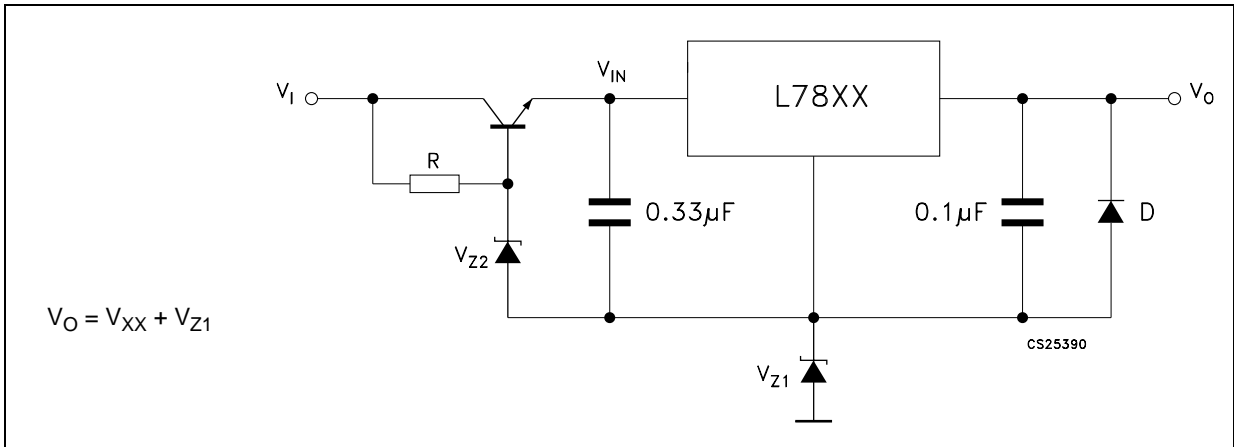 V_IN
V_I
L78XX
V_O
R
0.33µF
0.1µF
D
V_Z2
V_O = V_XX + V_Z1
CS25390
V_Z1